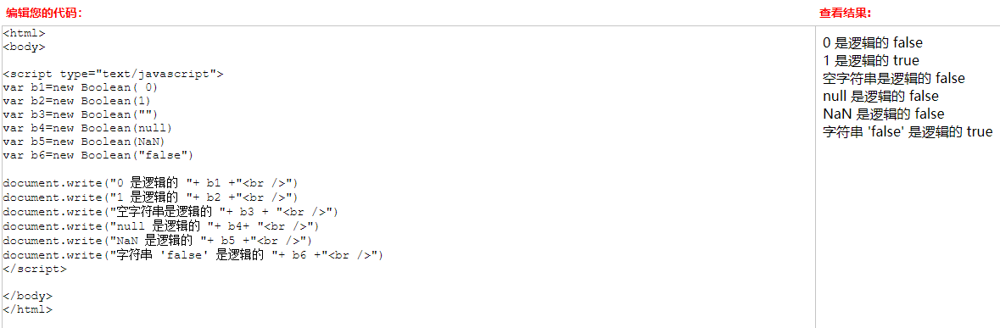 编辑您的代码：
查看结果:
<html>
<body>
<script type="text/javascript">
var b1=new Boolean( 0)
var b2=new Boolean(1)
var b3=new Boolean("")
var b4=new Boolean(null)
var b5=new Boolean(NaN)
var b6=new Boolean("false")
document.write("0 是逻辑的 "+ b1 +"<br />")
document.write("1 是逻辑的 "+ b2 +"<br />")
document.write("空字符串是逻辑的 "+ b3 + "<br />")
document.write("null 是逻辑的 "+ b4+ "<br />")
document.write("NaN 是逻辑的 "+ b5 +"<br />")
document.write("字符串 'false' 是逻辑的 "+ b6 +"<br />")
</script>
</body>
</html>
0 是逻辑的 false
1 是逻辑的 true
空字符串是逻辑的 false
null 是逻辑的 false
NaN 是逻辑的 false
字符串 'false' 是逻辑的 true